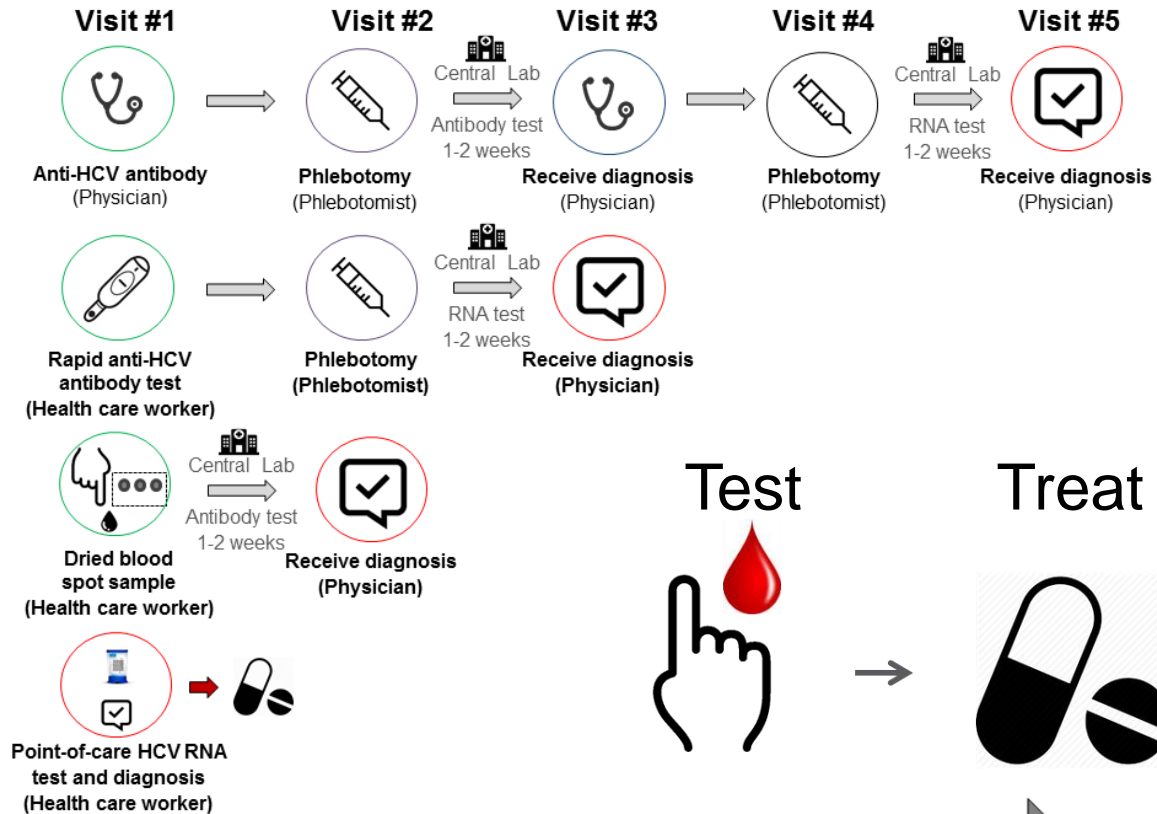 Visit #1
Visit #2
Visit #3
Visit #4
Visit #5
Central Lab
Antibody test
1-2 weeks
Central Lab
RNA test
1-2 weeks
Anti-HCV antibody
(Physician)
Phlebotomy
(Phlebotomist)
Receive diagnosis
(Physician)
Phlebotomy
(Phlebotomist)
Receive diagnosis
(Physician)
Central Lab
RNA test
1-2 weeks
Rapid anti-HCV
antibody test
(Health care worker)
Phlebotomy
(Phlebotomist)
Receive diagnosis
(Physician)
Central Lab
Antibody test
1-2 weeks
Dried blood
spot sample
(Health care worker)
Receive diagnosis
(Physician)
Test
Treat
Point-of-care HCV RNA
test and diagnosis
(Health care worker)